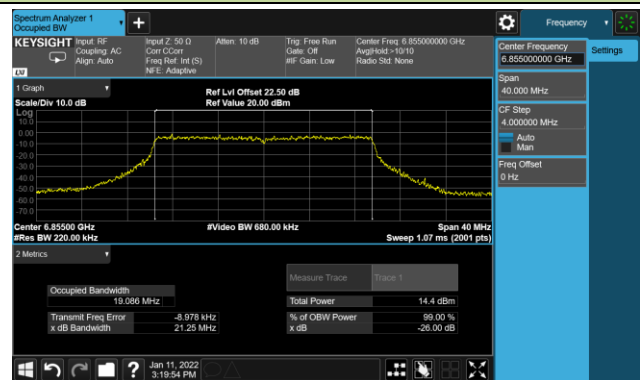 Spectrum Analyzer 1
Occupied BW
+
Frequency
KEYSIGHT
Input: RF
Coupling: AC
Align: Auto
Input Z: 50 Ω
Corr CCorr
Freq Ref: Int (S)
NFE: Adaptive
Atten: 10 dB
Trig: Free Run
Gate: Off
#IF Gain: Low
Center Freq: 6.855000000 GHz
Avg|Hold:>10/10
Radio Std: None
LXI
Center Frequency
6.855000000 GHz
Settings
Span
40.000 MHz
CF Step
4.000000 MHz
Auto
Man
Freq Offset
0 Hz
1 Graph
Scale/Div 10.0 dB
Ref Lvl Offset 22.50 dB
Ref Value 20.00 dBm
Log
10.0
0.00
-10.0
-20.0
-30.0
-40.0
-50.0
-60.0
-70.0
Center 6.85500 GHz
#Video BW 680.00 kHz
Span 40 MHz
#Res BW 220.00 kHz
Sweep 1.07 ms (2001 pts)
2 Metrics
Measure Trace
Trace 1
Occupied Bandwidth
19.086 MHz
Total Power
14.4 dBm
Transmit Freq Error
-8.978 kHz
% of OBW Power
99.00 %
x dB Bandwidth
21.25 MHz
x dB
-26.00 dB
?
Jan 11, 2022
3:19:54 PM